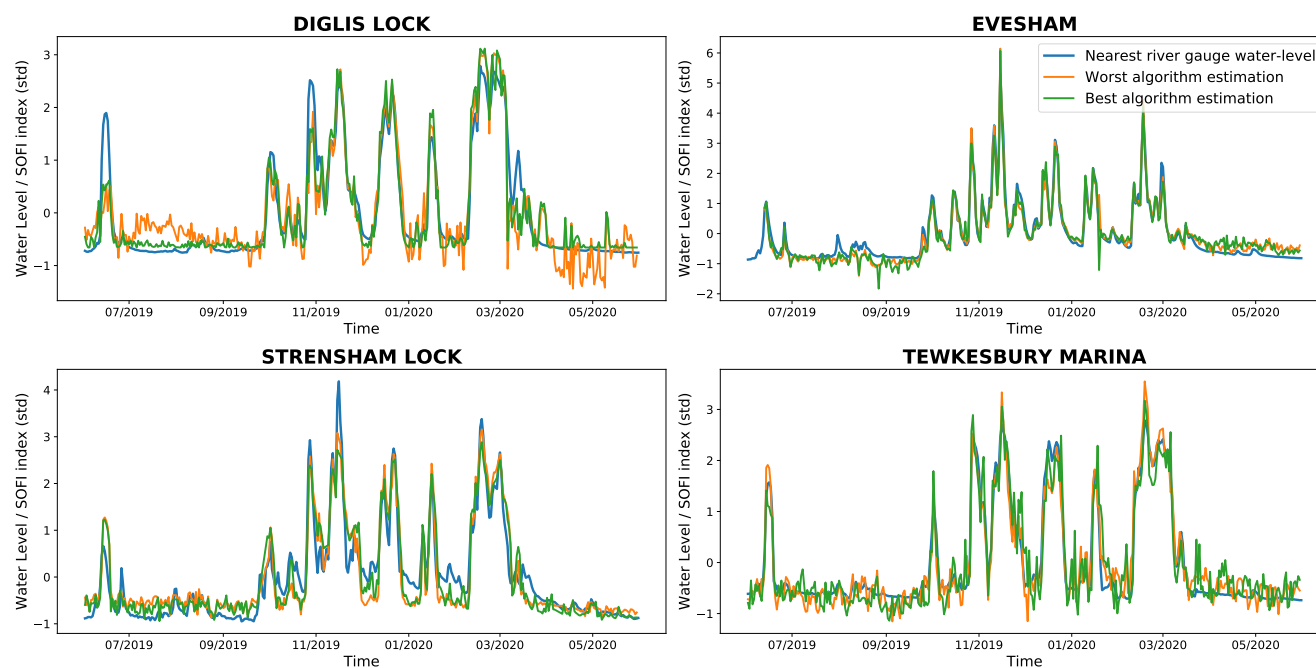 DIGLIS LOCK
Water Level / SOFI index (std)
3
2
1
0
−1
07/2019 09/2019 11/2019 01/2020 03/2020 05/2020
Time
EVESHAM
Nearest river gauge water-level
Worst algorithm estimation
Best algorithm estimation
Water Level / SOFI index (std)
6
5
4
3
2
1
0
−1
−2
07/2019 09/2019 11/2019 01/2020 03/2020 05/2020
Time
STRENSHAM LOCK
Water Level / SOFI index (std)
4
3
2
1
0
−1
07/2019 09/2019 11/2019 01/2020 03/2020 05/2020
Time
TEWKESBURY MARINA
Water Level / SOFI index (std)
3
2
1
0
−1
07/2019 09/2019 11/2019 01/2020 03/2020 05/2020
Time